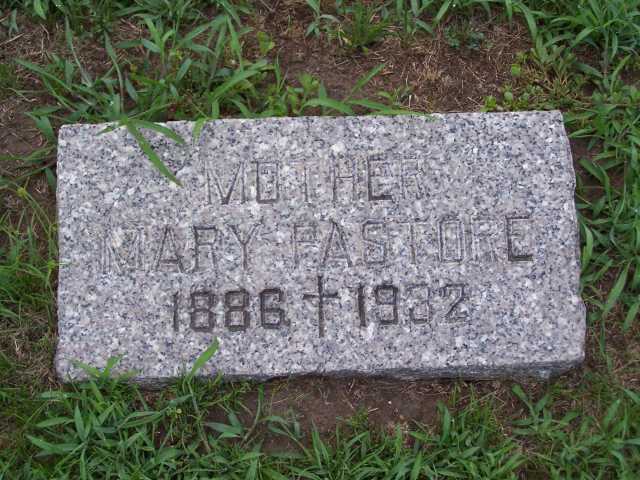 MOTHER
MARY PASTORE
1886 ✝ 1932